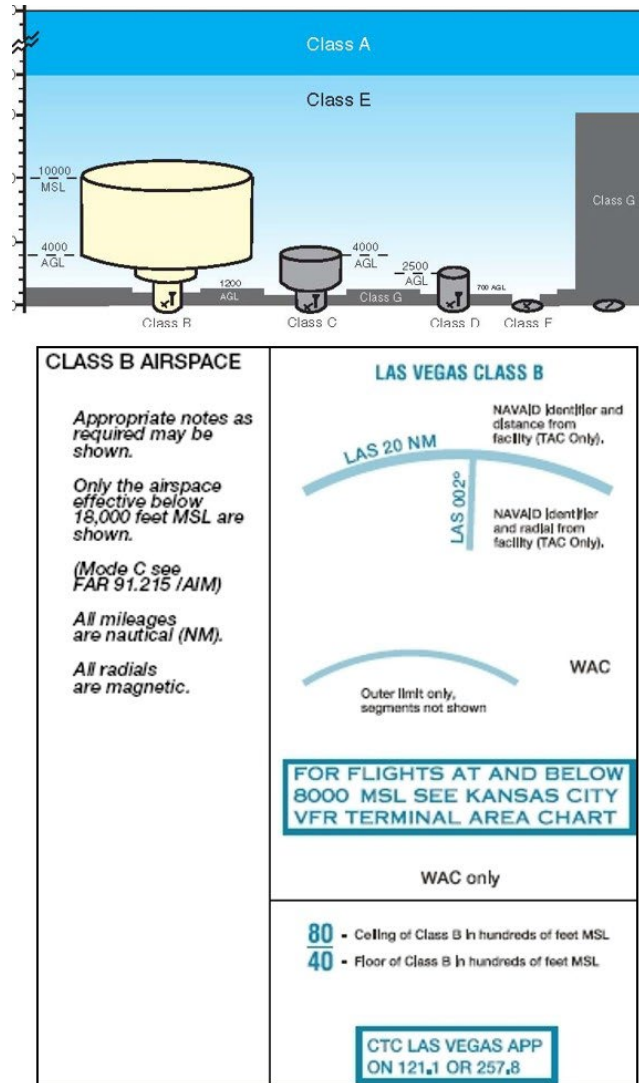 Class A
Class E
10000
MSL
4000
AGL
4000
AGL
2500
AGL
1200
AGL
700 AGL
Class G
Class G
Class B
Class C
Class D
CLASS B AIRSPACE
Appropriate notes as
required may be
shown.
Only the airspace
effective below
18,000 feet MSL are
shown.
(Mode C see
FAR 91.215 /AIM)
All mileages
are nautical (NM).
All radials
are magnetic.
LAS VEGAS CLASS B
LAS 20 NM
NAVAID identifier and
distance from
facility (TAC Only).
LAS 002°
NAVAID identifier
and radial from
facility (TAC Only).
WAC
Outer limit only,
segments not shown
FOR FLIGHTS AT AND BELOW
8000 MSL SEE KANSAS CITY
VFR TERMINAL AREA CHART
WAC only
80 - Ceiling of Class B in hundreds of feet MSL
40 - Floor of Class B in hundreds of feet MSL
CTC LAS VEGAS APP
ON 121.1 OR 257.8